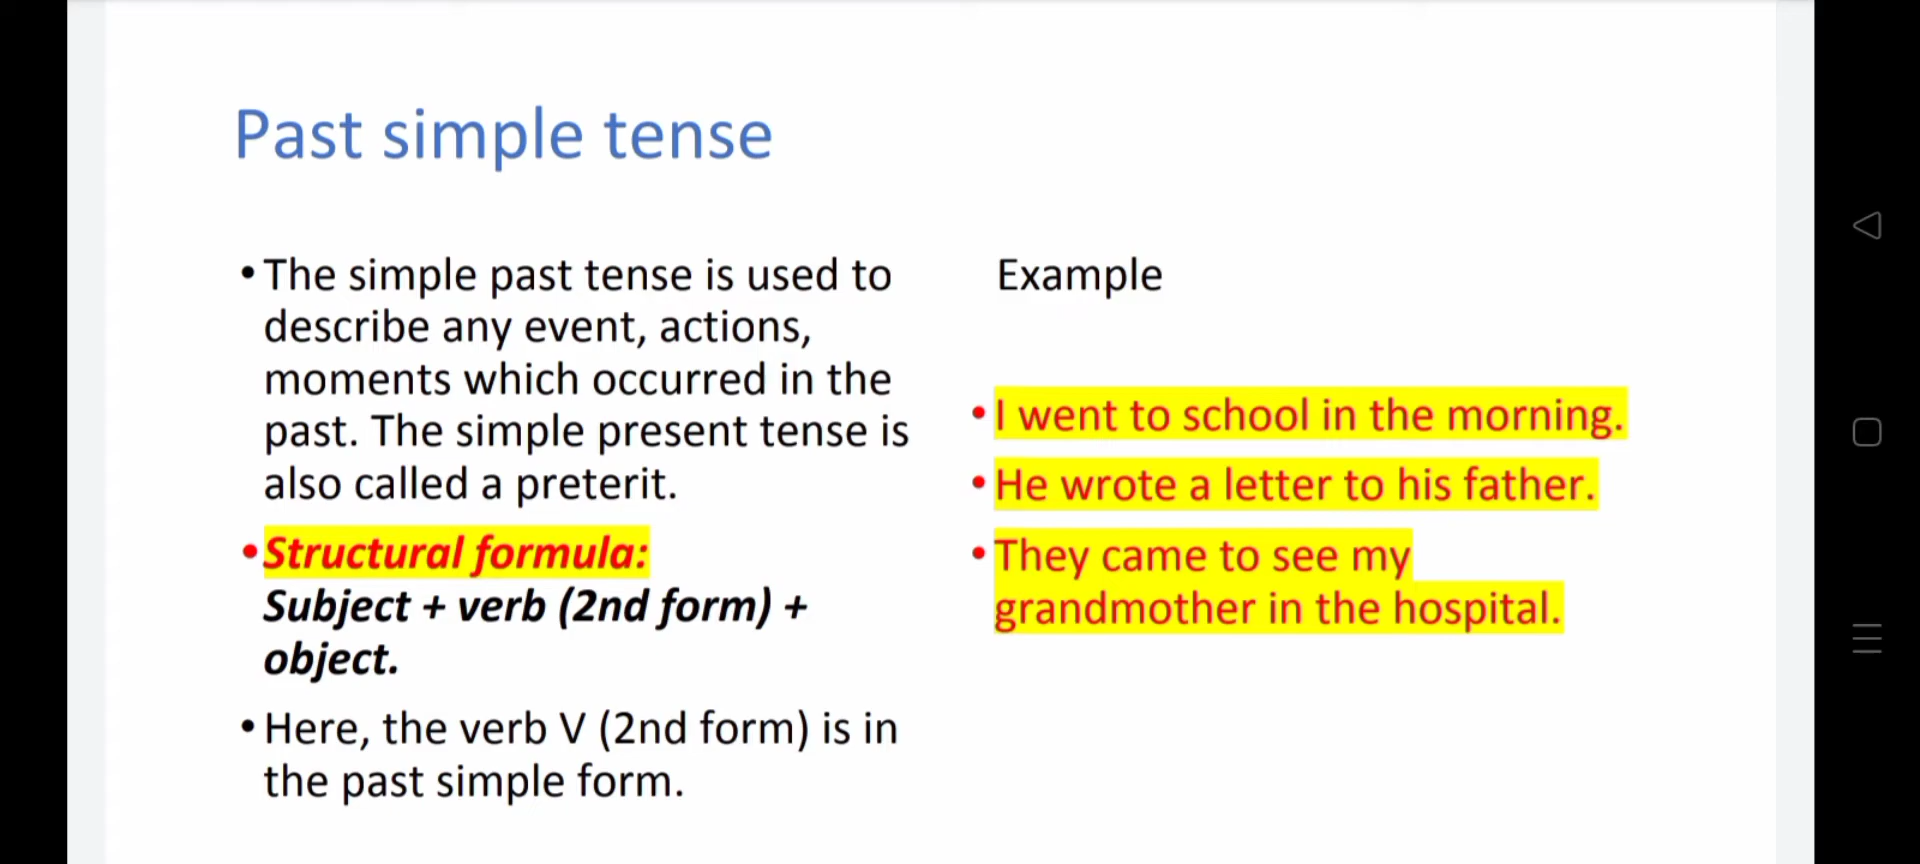 Past simple tense
• The simple past tense is used to
describe any event, actions,
moments which occurred in the
past. The simple present tense is
also called a preterit.
• Structural formula:
Subject + verb (2nd form) +
object.
• Here, the verb V (2nd form) is in
the past simple form.
Example
• I went to school in the morning.
• He wrote a letter to his father.
• They came to see my
grandmother in the hospital.